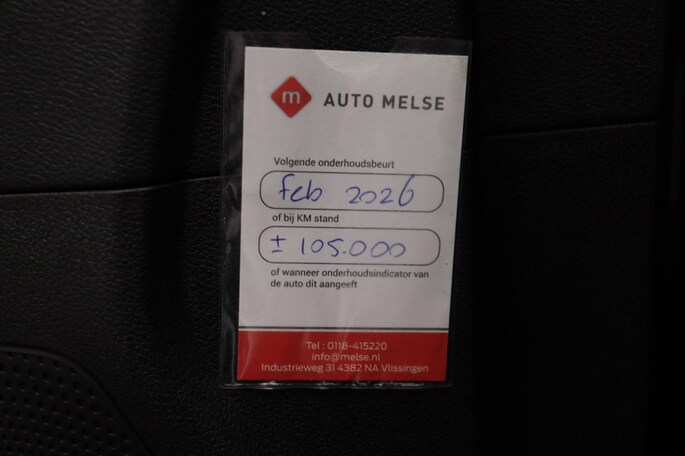 m AUTO MELSE
Volgende onderhoudsbeurt
feb 2026
of bij KM stand
± 105.000
of wanneer onderhoudsindicator van
de auto dit aangeeft
Tel : 0118-415220
info@melse.nl
Industrieweg 31 4382 NA Vlissingen